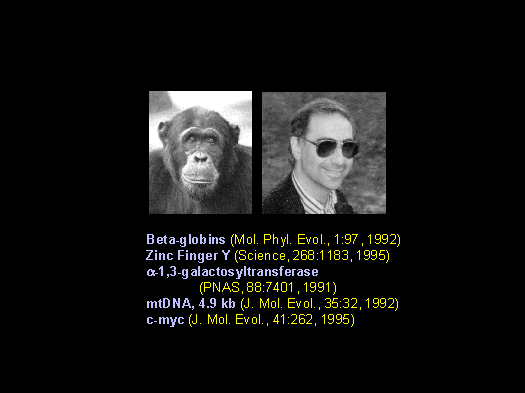 Beta-globins (Mol. Phyl. Evol., 1:97, 1992)
Zinc Finger Y (Science, 268:1183, 1995)
α-1,3-galactosyltransferase
(PNAS, 88:7401, 1991)
mtDNA, 4.9 kb (J. Mol. Evol., 35:32, 1992)
c-myc (J. Mol. Evol., 41:262, 1995)